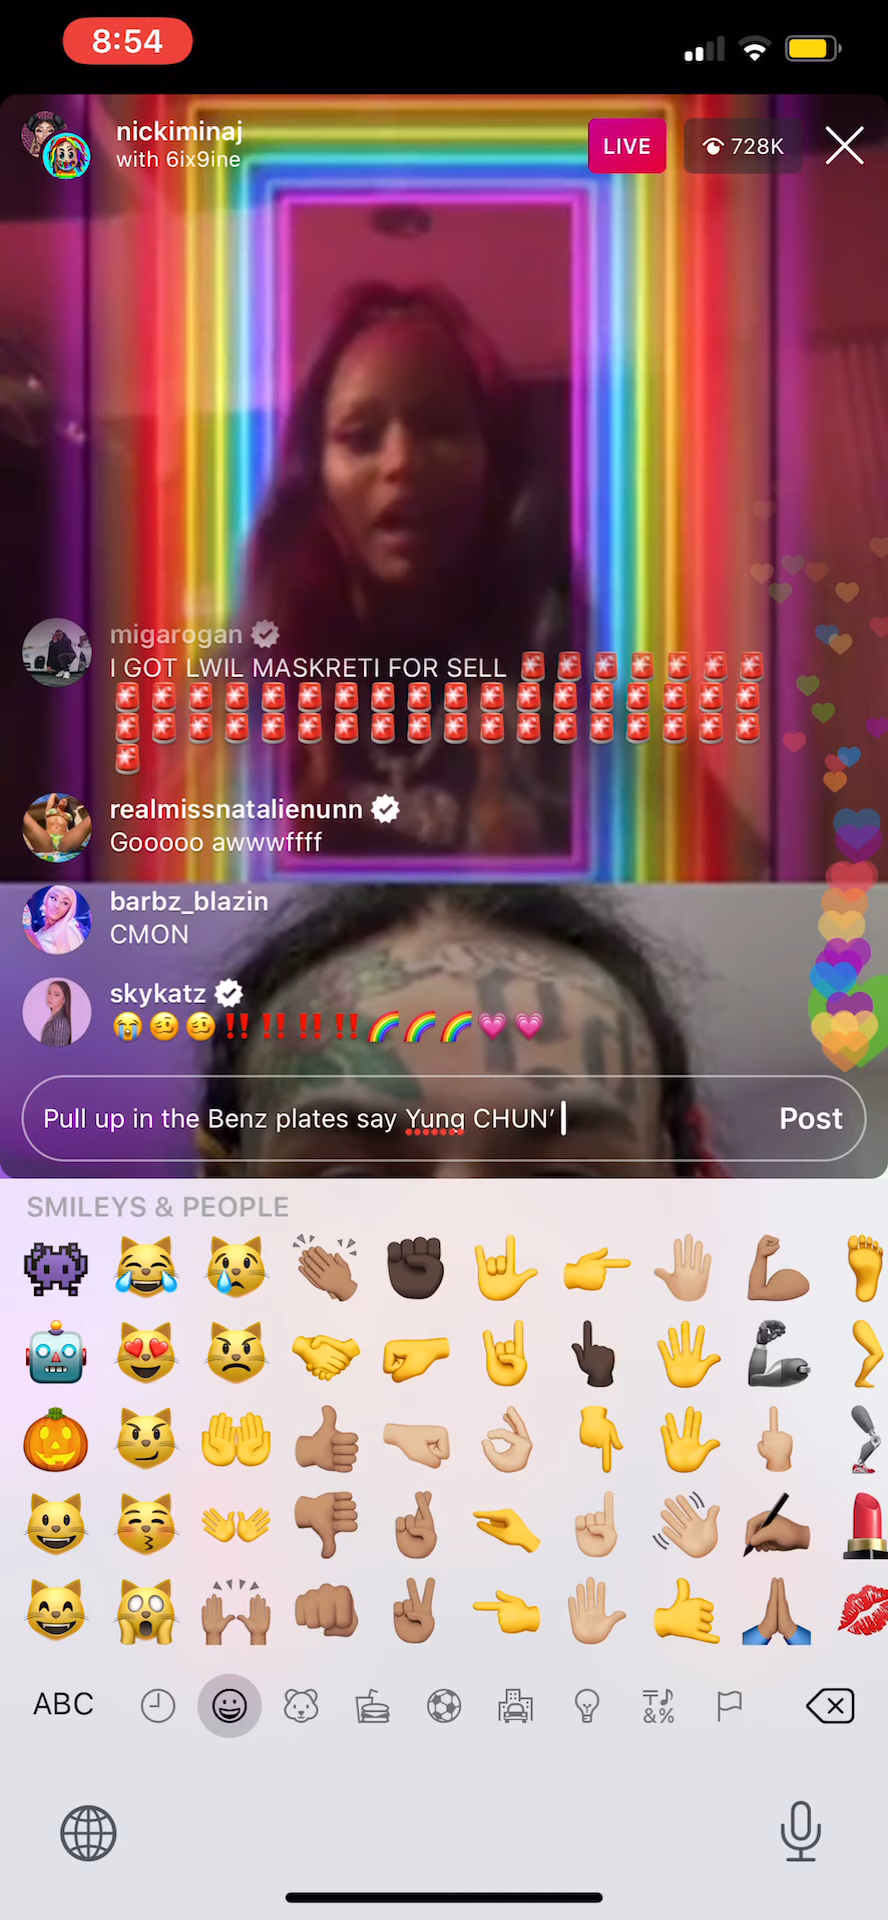 8:54
nickiminaj
with 6ix9ine
LIVE
728K
migarogan
I GOT LWIL MASKRETI FOR SELL 🚨🚨🚨🚨🚨🚨🚨
🚨🚨🚨🚨🚨🚨🚨🚨🚨🚨🚨🚨🚨🚨🚨🚨🚨🚨
🚨🚨🚨🚨🚨🚨🚨🚨🚨🚨🚨🚨🚨🚨🚨🚨🚨🚨
🚨
realmissnatalienunn
Gooooo awwwffff
barbz_blazin
CMON
skykatz
😭🥴🥴‼️‼️‼️‼️🌈🌈🌈💗💗
Pull up in the Benz plates say Yung CHUN’
Post
SMILEYS & PEOPLE
ABC
&%